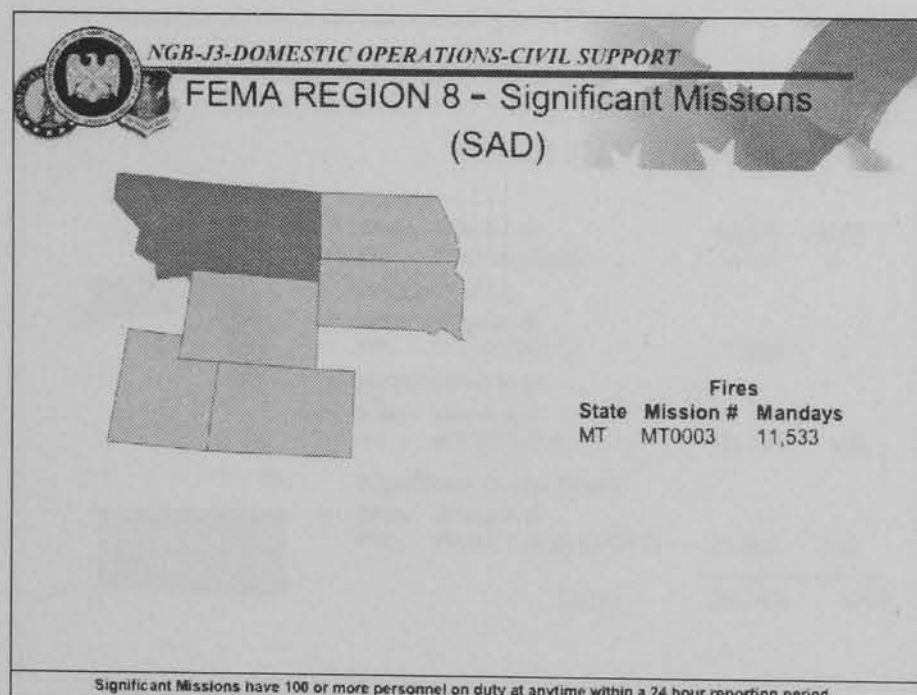 NGB-J3-DOMESTIC OPERATIONS-CIVIL SUPPORT
FEMA REGION 8 - Significant Missions
(SAD)
Fires
State Mission # Mandays
MT MT0003 11,533
Significant Missions have 100 or more personnel on duty at anytime within a 24 hour reporting period